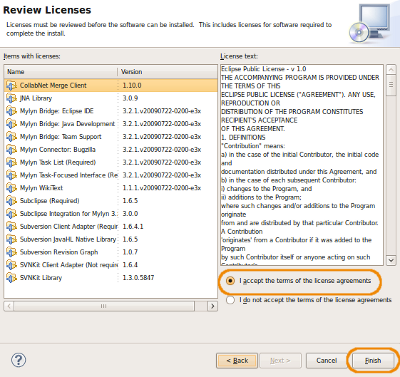 Review Licenses
Licenses must be reviewed before the software can be installed. This includes licenses for software required to
complete the install.
Items with licenses:
Name Version
CollabNet Merge Client 1.10.0
JNA Library 3.0.9
Mylyn Bridge: Eclipse IDE 3.2.1.v20090722-0200-e3x
Mylyn Bridge: Java Development 3.2.1.v20090722-0200-e3x
Mylyn Bridge: Team Support 3.2.1.v20090722-0200-e3x
Mylyn Connector: Bugzilla 3.2.1.v20090722-0200-e3x
Mylyn Task List (Required) 3.2.1.v20090722-0200-e3x
Mylyn Task-Focused Interface (Re 3.2.1.v20090722-0200-e3x
Mylyn WikiText 1.1.1.v20090722-0200-e3x
Subclipse (Required) 1.6.5
Subclipse Integration for Mylyn 3. 3.0.0
Subversion Client Adapter (Requir 1.6.4.1
Subversion JavaHL Native Library 1.6.5
Subversion Revision Graph 1.0.7
SVNKit Client Adapter (Not requir 1.6.4
SVNKit Library 1.3.0.5847
License text:
Eclipse Public License - v 1.0
THE ACCOMPANYING PROGRAM IS PROVIDED UNDER
THE TERMS OF THIS
ECLIPSE PUBLIC LICENSE ("AGREEMENT"). ANY USE,
REPRODUCTION OR
DISTRIBUTION OF THE PROGRAM CONSTITUTES
RECIPIENT'S ACCEPTANCE
OF THIS AGREEMENT.
1. DEFINITIONS
"Contribution" means:
a) in the case of the initial Contributor, the initial code
and
documentation distributed under this Agreement, and
b) in the case of each subsequent Contributor:
i) changes to the Program, and
ii) additions to the Program;
where such changes and/or additions to the Program
originate
from and are distributed by that particular Contributor.
A Contribution
'originates' from a Contributor if it was added to the
Program
by such Contributor itself or anyone acting on such
Contributor's
I accept the terms of the license agreements
I do not accept the terms of the license agreements
?
< Back
Next >
Cancel
Finish